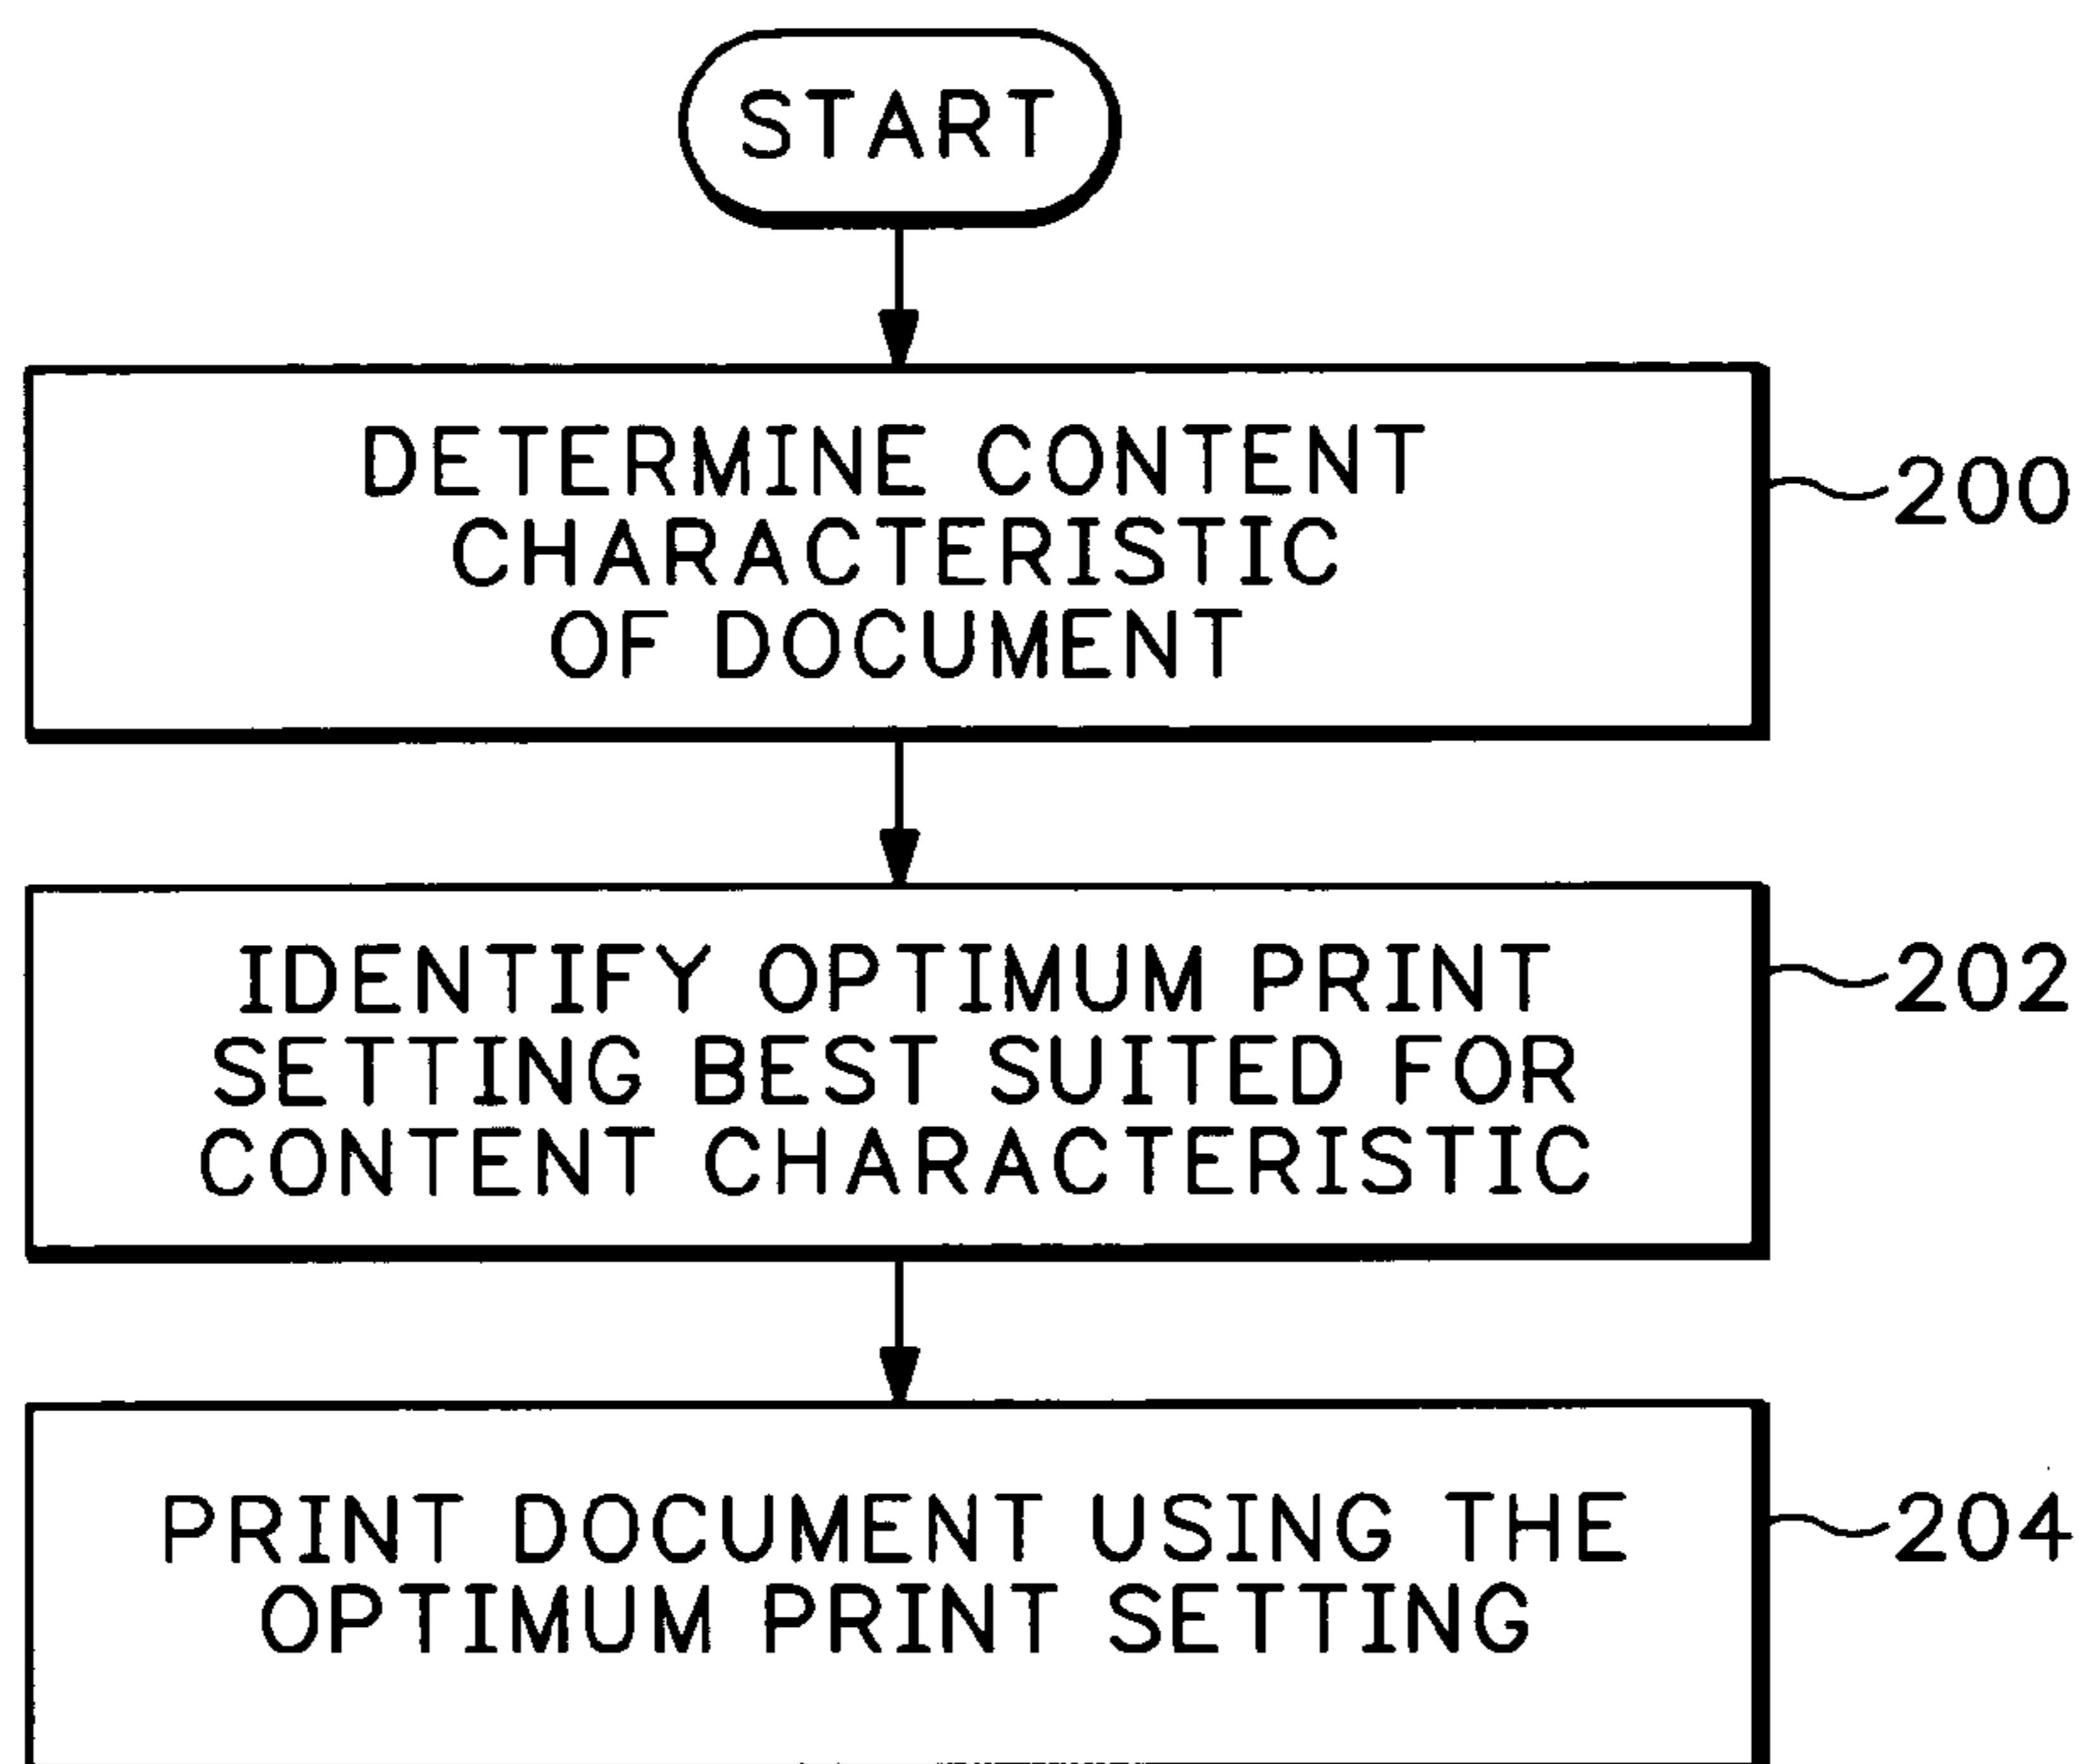 START
DETERMINE CONTENT
CHARACTERISTIC
OF DOCUMENT
200
IDENTIFY OPTIMUM PRINT
SETTING BEST SUITED FOR
CONTENT CHARACTERISTIC
202
PRINT DOCUMENT USING THE
OPTIMUM PRINT SETTING
204